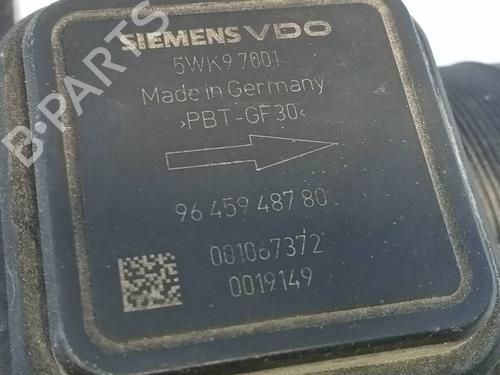 SIEMENS VDO
5WK9 7001
Made in Germany
>PBT-GF30<
96 459 487 80
001067372
0019149
B-PARTS